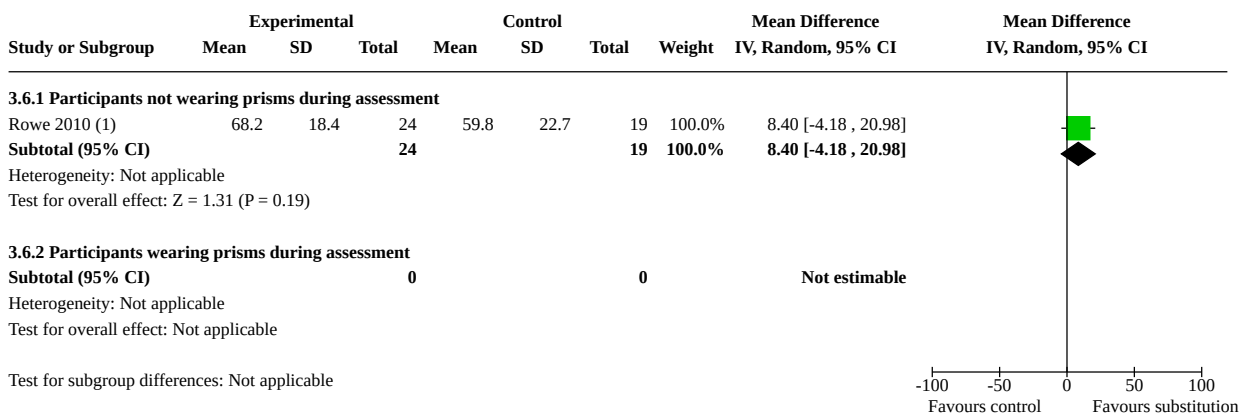 Experimental Control Mean Difference Mean Difference
Study or Subgroup Mean SD Total Mean SD Total Weight IV, Random, 95% CI IV, Random, 95% CI
3.6.1 Participants not wearing prisms during assessment
Rowe 2010 (1) 68.2 18.4 24 59.8 22.7 19 100.0% 8.40 [-4.18 , 20.98]
Subtotal (95% CI) 24 19 100.0% 8.40 [-4.18 , 20.98]
Heterogeneity: Not applicable
Test for overall effect: Z = 1.31 (P = 0.19)
3.6.2 Participants wearing prisms during assessment
Subtotal (95% CI) 0 0 Not estimable
Heterogeneity: Not applicable
Test for overall effect: Not applicable
Test for subgroup differences: Not applicable
-100 -50 0 50 100
Favours control Favours substitution